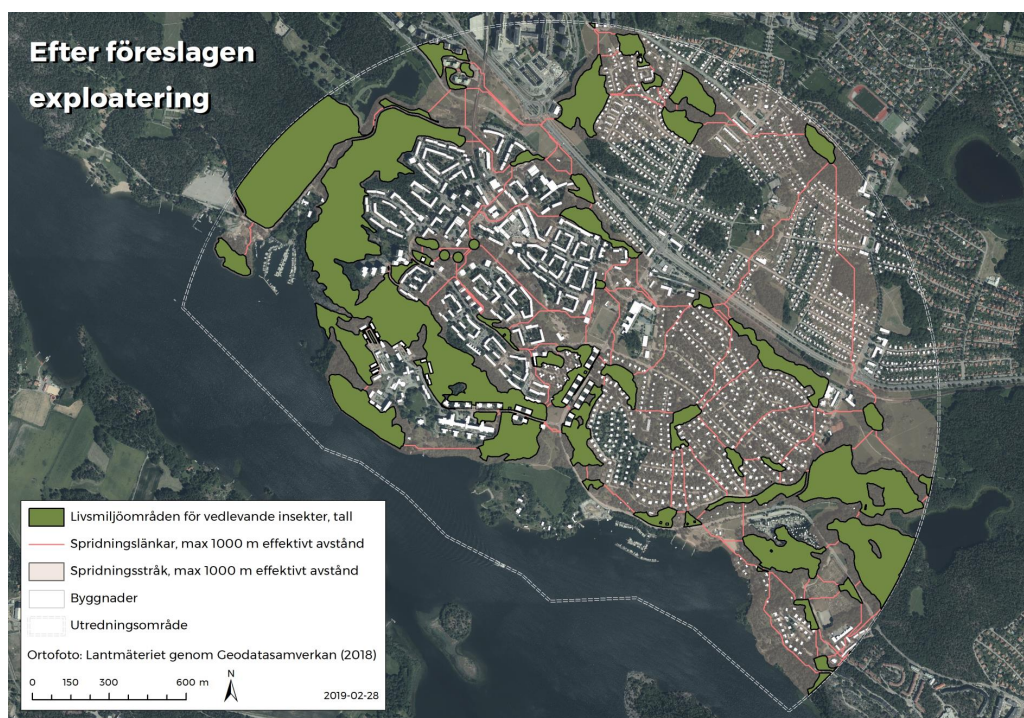 Efter föreslagen
exploatering
Livsmiljöområden för vedlevande insekter, tall
Spridningslänkar, max 1000 m effektivt avstånd
Spridningsstråk, max 1000 m effektivt avstånd
Byggnader
Utredningsområde
Ortofoto: Lantmäteriet genom Geodatasamverkan (2018)
0 150 300 600 m
N
2019-02-28